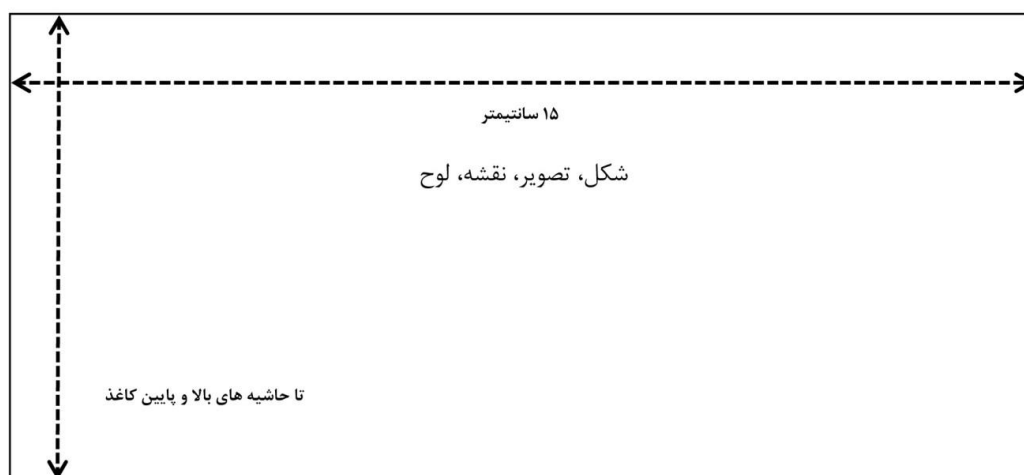 ۱۵ سانتیمتر
شکل، تصویر، نقشه، لوح
تا حاشیه های بالا و پایین کاغذ